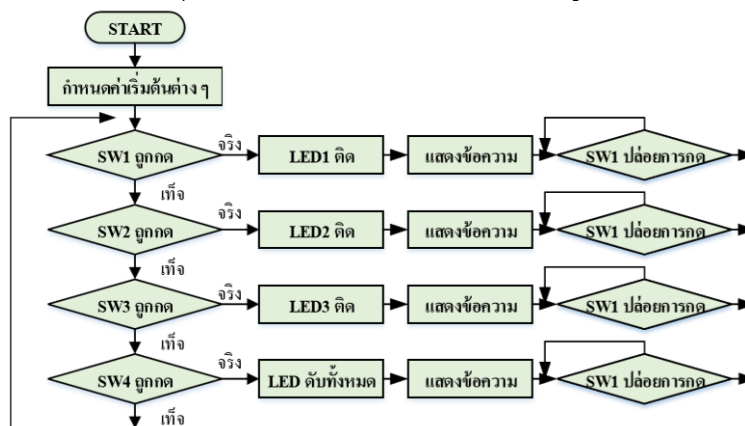 START
กำหนดค่าเริ่มต้นต่าง ๆ
SW1 ถูกกด
จริง
LED1 ติด
แสดงข้อความ
SW1 ปล่อยการกด
เท็จ
SW2 ถูกกด
จริง
LED2 ติด
แสดงข้อความ
SW1 ปล่อยการกด
เท็จ
SW3 ถูกกด
จริง
LED3 ติด
แสดงข้อความ
SW1 ปล่อยการกด
เท็จ
SW4 ถูกกด
จริง
LED ดับทั้งหมด
แสดงข้อความ
SW1 ปล่อยการกด
เท็จ